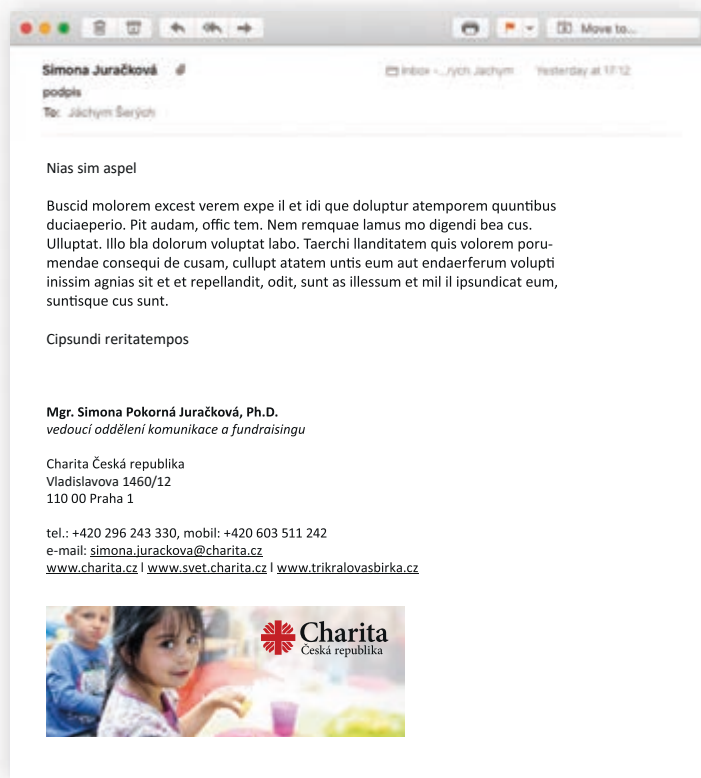 Move to...
Simona Juračková
podpis
To: Jáchym Šerých
Yesterday at 17:12
Nias sim aspel
Buscid molorem excest verem expe il et idi que doluptur atemporem quuntibus
duciaeperio. Pit audam, offic tem. Nem remquae lamus mo digendi bea cus.
Ulluptat. Illo bla dolorum voluptat labo. Taerchi llanditatem quis volorem poru-
mendae consequi de cusam, cullupt atatem untis eum aut endaerferum volupti
inissim agnias sit et et repellandit, odit, sunt as illessum et mil il ipsundicat eum,
suntisque cus sunt.
Cipsundi reritatempos
Mgr. Simona Pokorná Juračková, Ph.D.
vedoucí oddělení komunikace a fundraisingu
Charita Česká republika
Vladislavova 1460/12
110 00 Praha 1
tel.: +420 296 243 330, mobil: +420 603 511 242
e-mail: simona.jurackova@charita.cz
www.charita.cz l www.svet.charita.cz l www.trikralovasbirka.cz
Charita
Česká republika